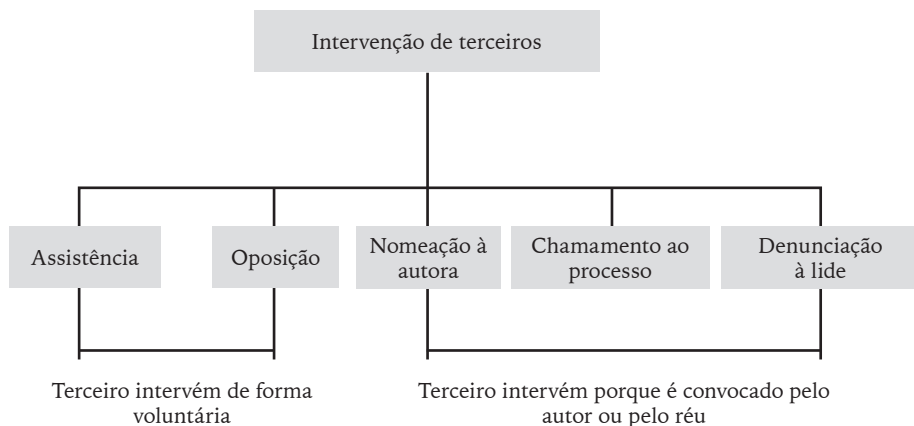 Intervenção de terceiros
Assistência
Oposição
Nomeação à
autora
Chamamento ao
processo
Denunciação
à lide
Terceiro intervém de forma
voluntária
Terceiro intervém porque é convocado pelo
autor ou pelo réu